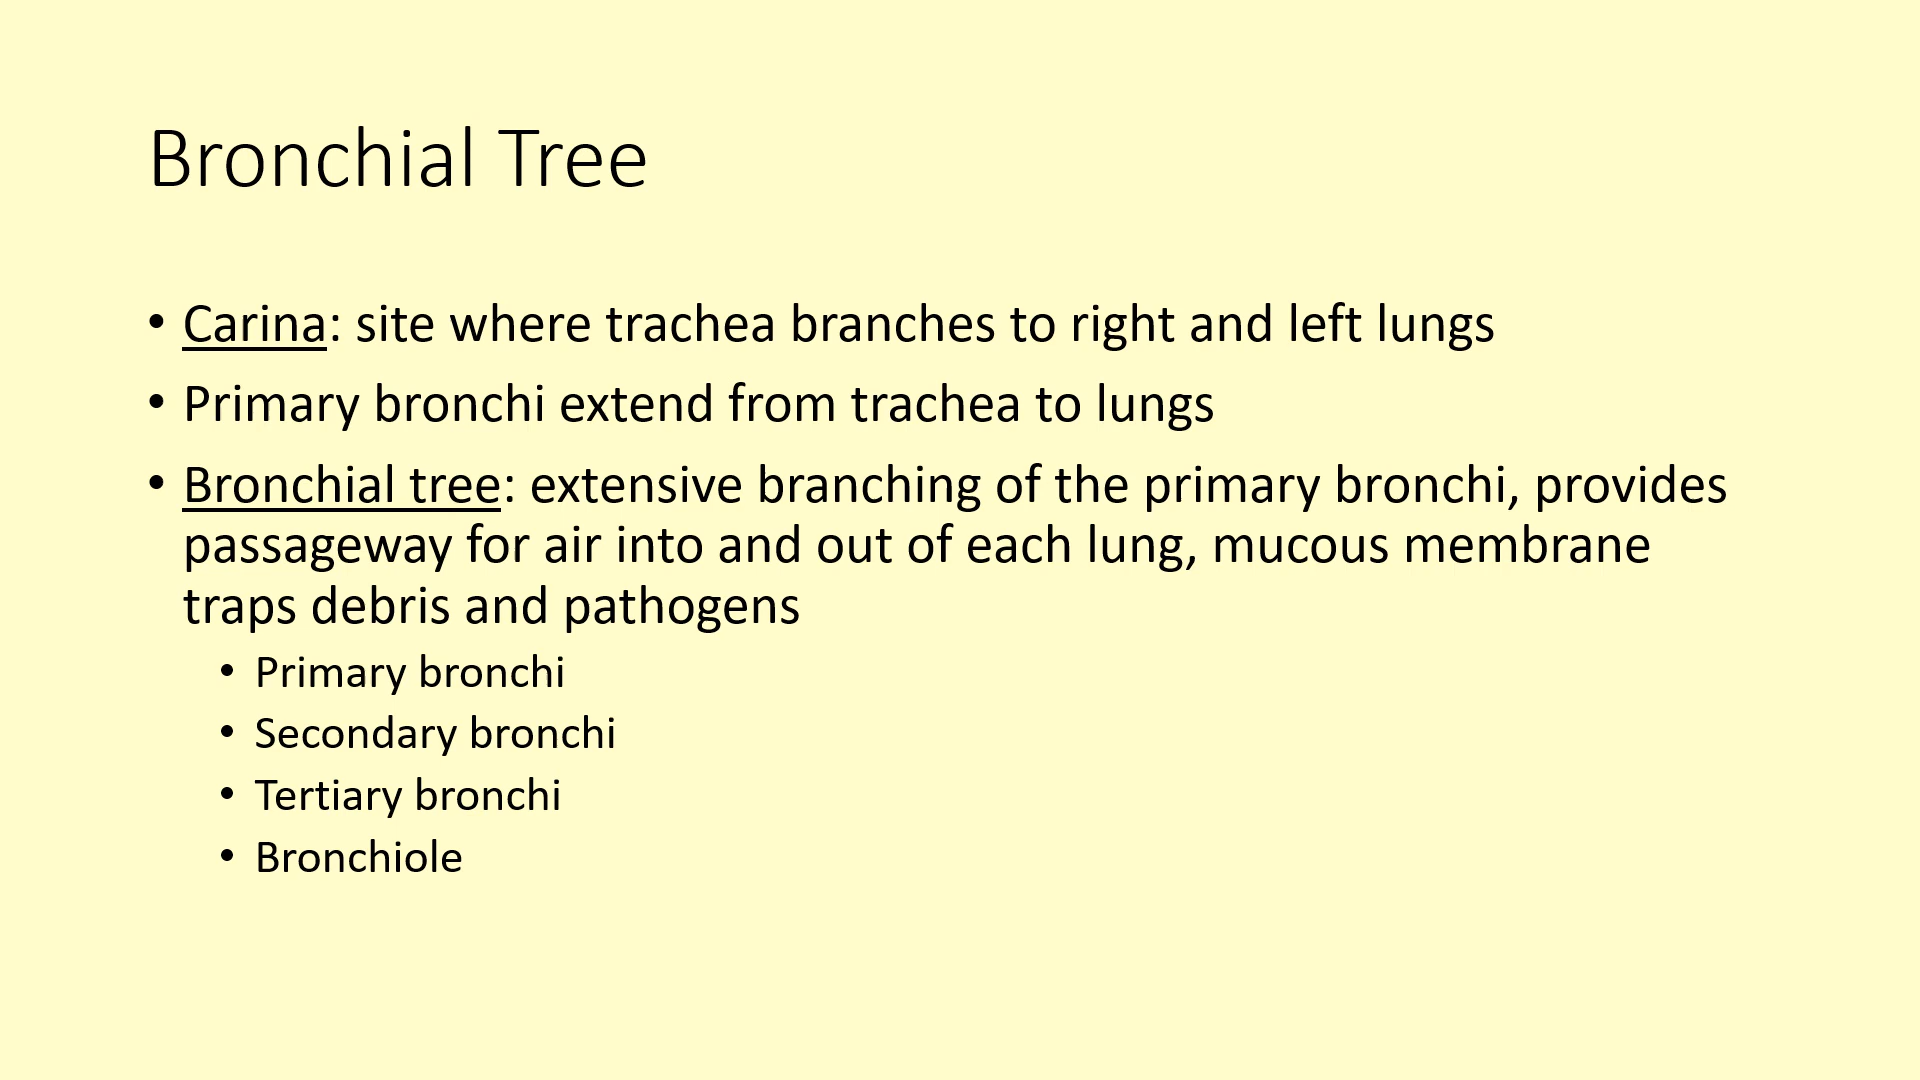 Bronchial Tree
• Carina: site where trachea branches to right and left lungs
• Primary bronchi extend from trachea to lungs
• Bronchial tree: extensive branching of the primary bronchi, provides
passageway for air into and out of each lung, mucous membrane
traps debris and pathogens
• Primary bronchi
• Secondary bronchi
• Tertiary bronchi
• Bronchiole